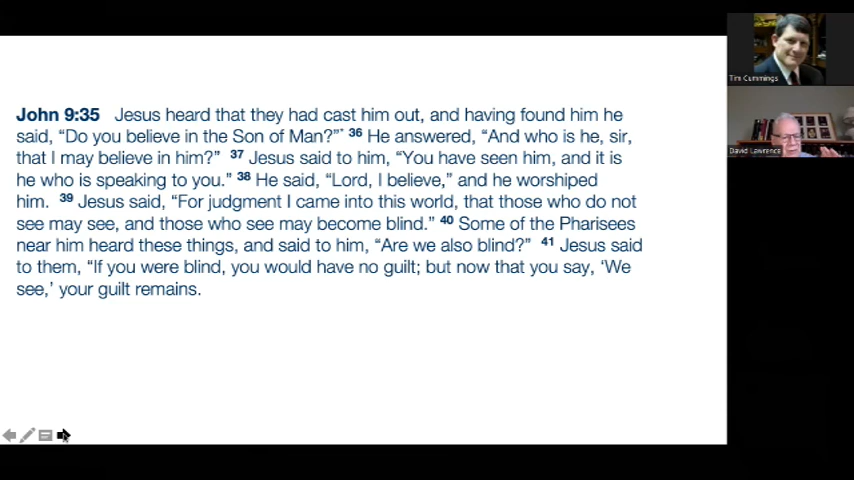 John 9:35 Jesus heard that they had cast him out, and having found him he
said, “Do you believe in the Son of Man?”* 36 He answered, “And who is he, sir,
that I may believe in him?” 37 Jesus said to him, “You have seen him, and it is
he who is speaking to you.” 38 He said, “Lord, I believe,” and he worshiped
him. 39 Jesus said, “For judgment I came into this world, that those who do not
see may see, and those who see may become blind.” 40 Some of the Pharisees
near him heard these things, and said to him, “Are we also blind?” 41 Jesus said
to them, “If you were blind, you would have no guilt; but now that you say, ‘We
see,’ your guilt remains.
Tim Cummings
David Lawrence